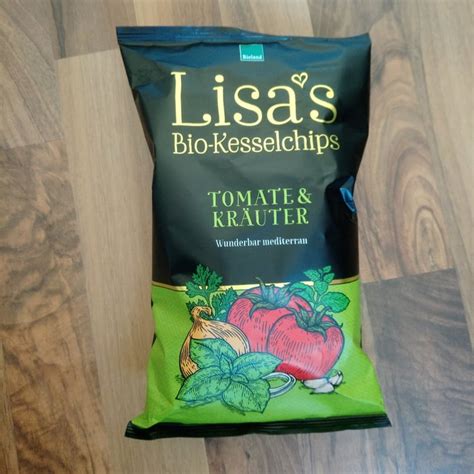 Bioland
Lisa's
Bio-Kesselchips
TOMATE &
KRÄUTER
Wunderbar mediterran